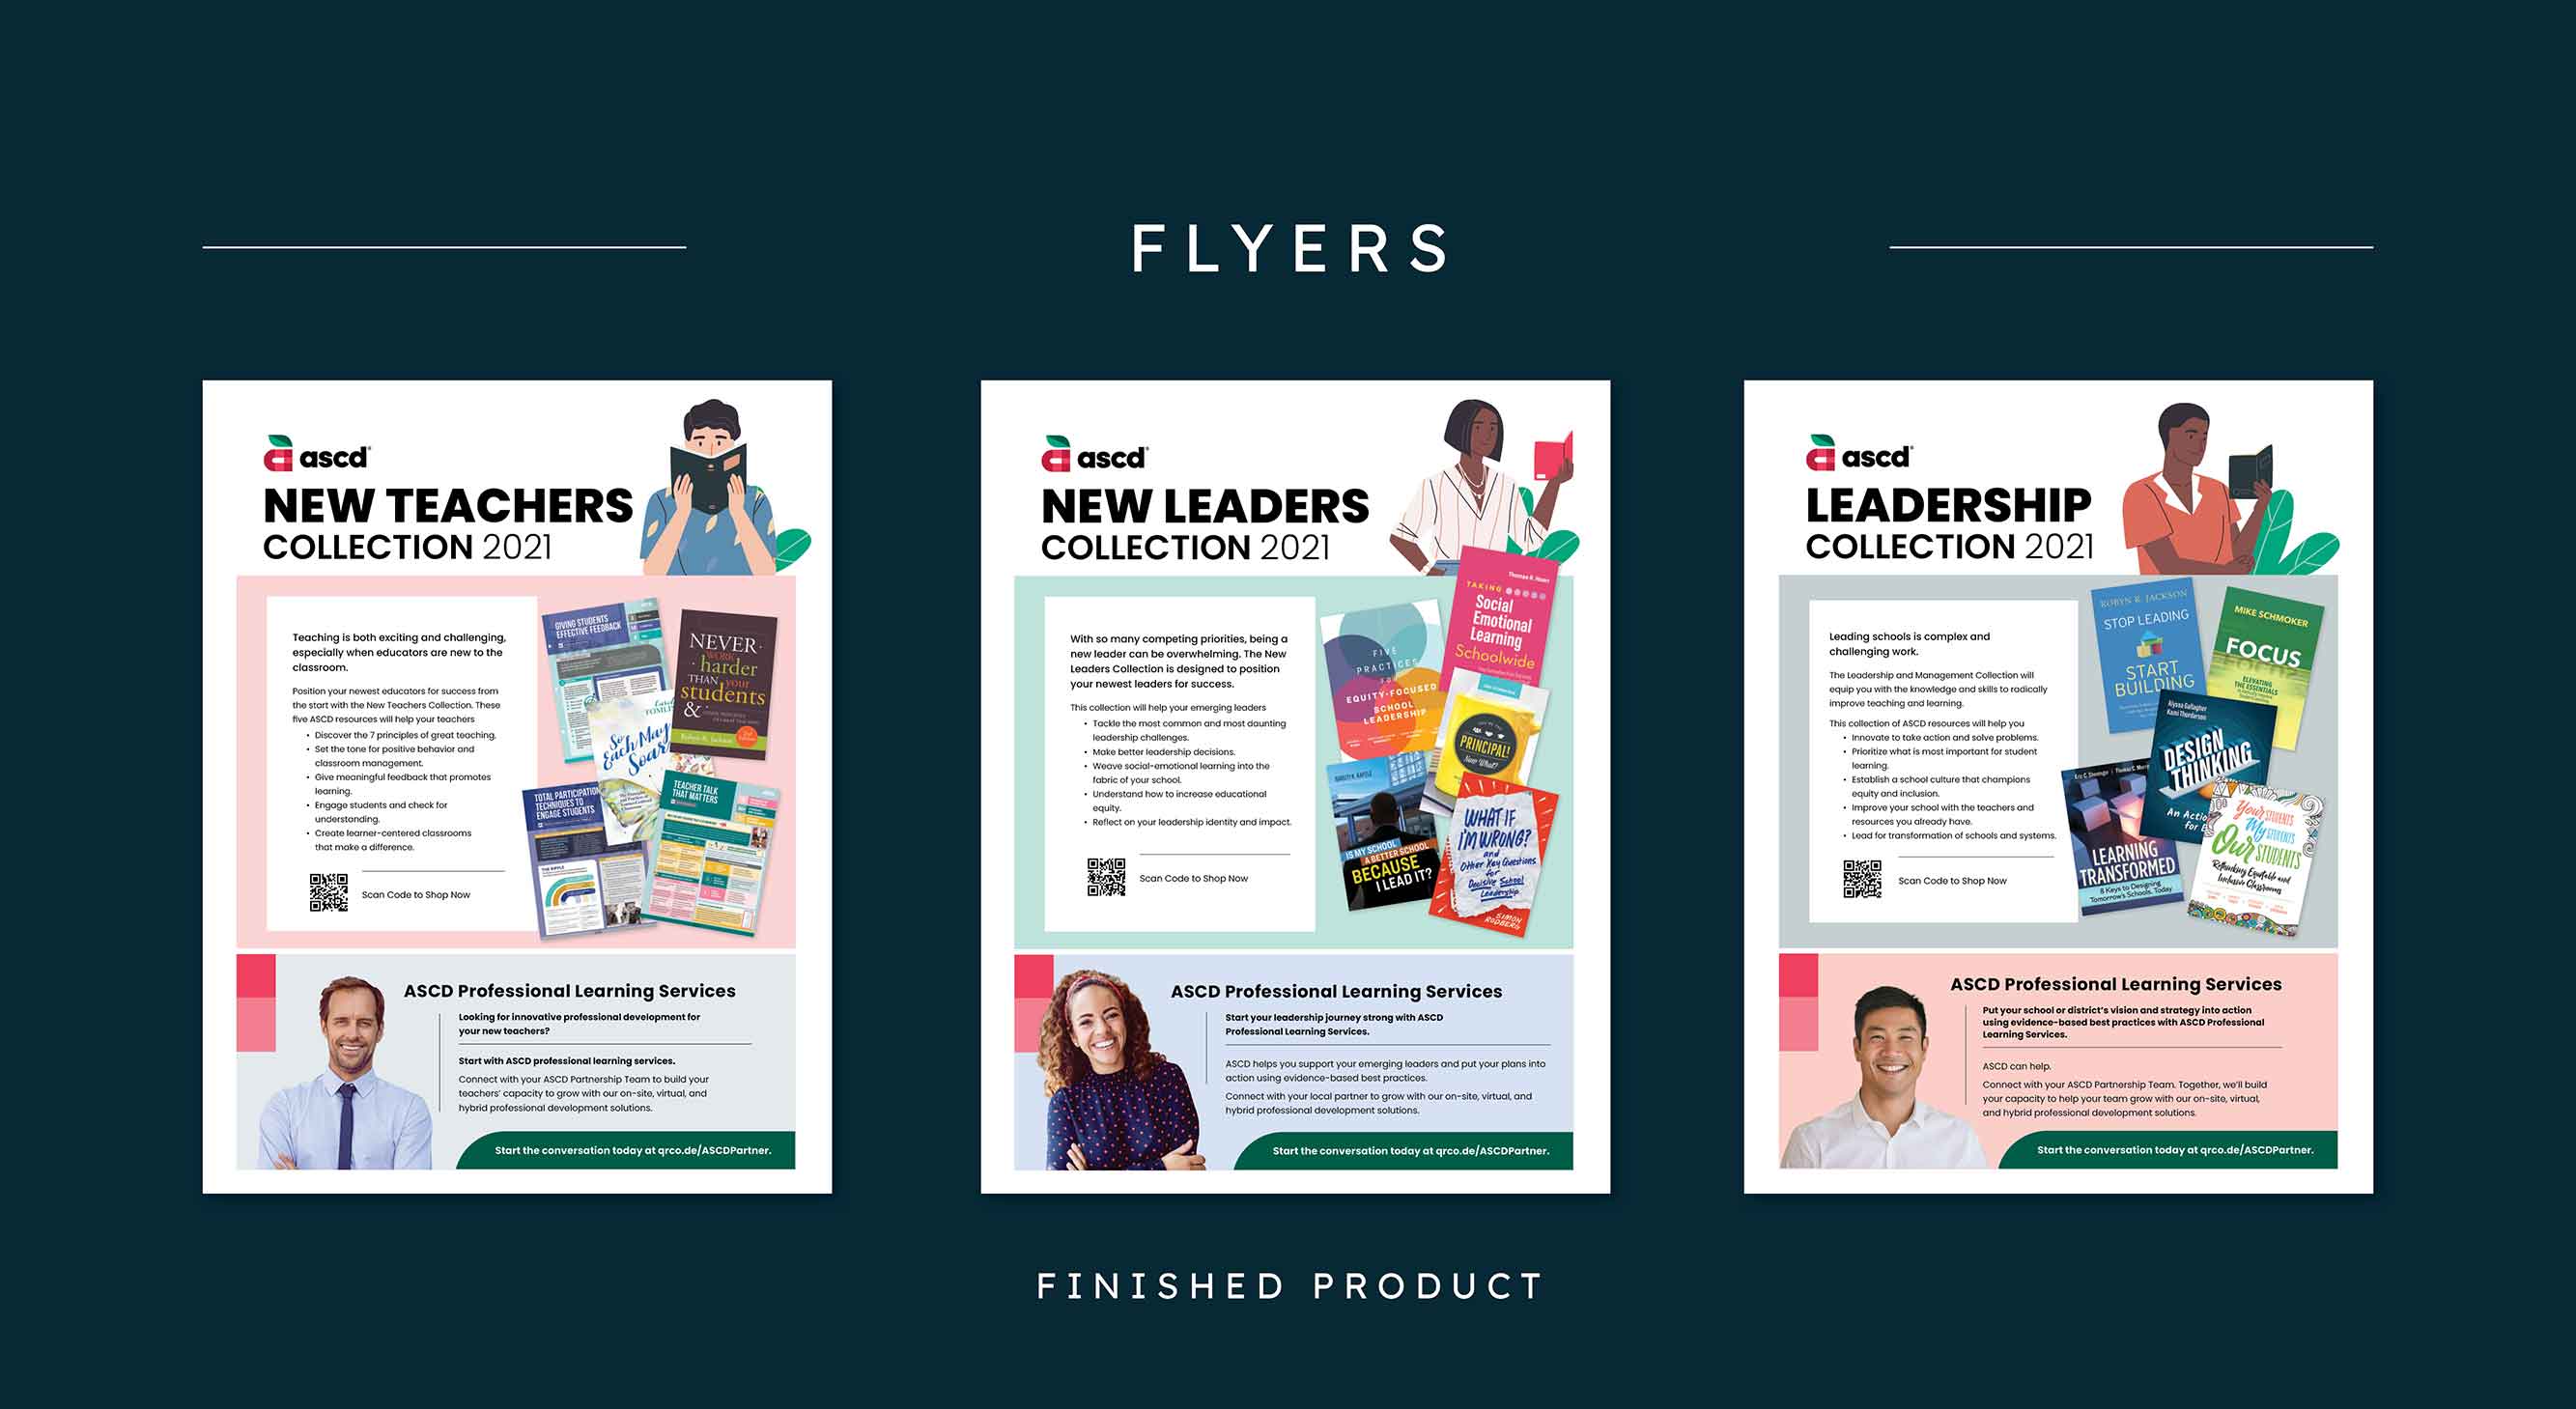 FLYERS
ascd
NEW TEACHERS
COLLECTION 2021
Teaching is both exciting and challenging,
especially when educators are new to the
classroom.
Position your newest educators for success from
the start with the New Teachers Collection. These
five ASCD resources will help your teachers
• Discover the 7 principles of great teaching.
• Set the tone for positive behavior and
classroom management.
• Give meaningful feedback that promotes
learning.
• Engage students and check for
understanding.
• Create learner-centered classrooms
that make a difference.
Scan Code to Shop Now
GIVING STUDENTS
EFFECTIVE FEEDBACK
NEVER
WORK
harder
THAN your
students
&
Robyn R. Jackson
So
Each May
Soar
TOTAL PARTICIPATION
TECHNIQUES TO
ENGAGE STUDENTS
TEACHER TALK
THAT MATTERS
ASCD Professional Learning Services
Looking for innovative professional development for
your new teachers?
Start with ASCD professional learning services.
Connect with your ASCD Partnership Team to build your
teachers' capacity to grow with our on-site, virtual, and
hybrid professional development solutions.
Start the conversation today at qrco.de/ASCDPartner.
ascd
NEW LEADERS
COLLECTION 2021
With so many competing priorities, being a
new leader can be overwhelming. The New
Leaders Collection is designed to position
your newest leaders for success.
This collection will help your emerging leaders
• Tackle the most common and most daunting
leadership challenges.
• Make better leadership decisions.
• Weave social-emotional learning into the
fabric of your school.
• Understand how to increase educational
equity.
• Reflect on your leadership identity and impact.
Scan Code to Shop Now
Thomas R. Hoerr
TAKING
Social
Emotional
Learning
Schoolwide
FIVE
PRACTICES
FOR
EQUITY-FOCUSED
SCHOOL
LEADERSHIP
PRINCIPAL!
Now What?
BARUTI K. KAFELE
IS MY SCHOOL
A BETTER SCHOOL
BECAUSE
I LEAD IT?
WHAT IF
I'M WRONG?
and
Other Key Questions
for
Decisive School
Leadership
SIMON
RODBERG
ASCD Professional Learning Services
Start your leadership journey strong with ASCD
Professional Learning Services.
ASCD helps you support your emerging leaders and put your plans into
action using evidence-based best practices.
Connect with your local partner to grow with our on-site, virtual, and
hybrid professional development solutions.
Start the conversation today at qrco.de/ASCDPartner.
ascd
LEADERSHIP
COLLECTION 2021
Leading schools is complex and
challenging work.
The Leadership and Management Collection will
equip you with the knowledge and skills to radically
improve teaching and learning.
This collection of ASCD resources will help you
• Innovate to take action and solve problems.
• Prioritize what is most important for student
learning.
• Establish a school culture that champions
equity and inclusion.
• Improve your school with the teachers and
resources you already have.
• Lead for transformation of schools and systems.
Scan Code to Shop Now
ROBYN R. JACKSON
STOP LEADING
START
BUILDING
MIKE SCHMOKER
FOCUS
ELEVATING
THE ESSENTIALS
Alyssa Gallagher
Kami Thordarson
DESIGN
THINKING
An Actio
for E
LEARNING
TRANSFORMED
8 Keys to Designing
Tomorrow's Schools, Today
Your STUDENTS
My STUDENTS
Our STUDENTS
Rethinking Equitable and
Inclusive Classrooms
ASCD Professional Learning Services
Put your school or district's vision and strategy into action
using evidence-based best practices with ASCD Professional
Learning Services.
ASCD can help.
Connect with your ASCD Partnership Team. Together, we'll build
your capacity to help your team grow with our on-site, virtual,
and hybrid professional development solutions.
Start the conversation today at qrco.de/ASCDPartner.
FINISHED PRODUCT